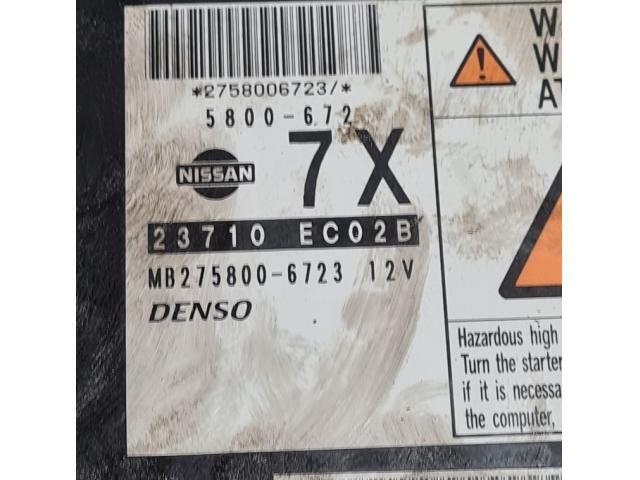 *2758006723/*
5800-672
7X
NISSAN
23710 EC02B
MB275800-6723 12V
DENSO
W
W
AT
Hazardous high
Turn the starter
if it is necessa
the computer,